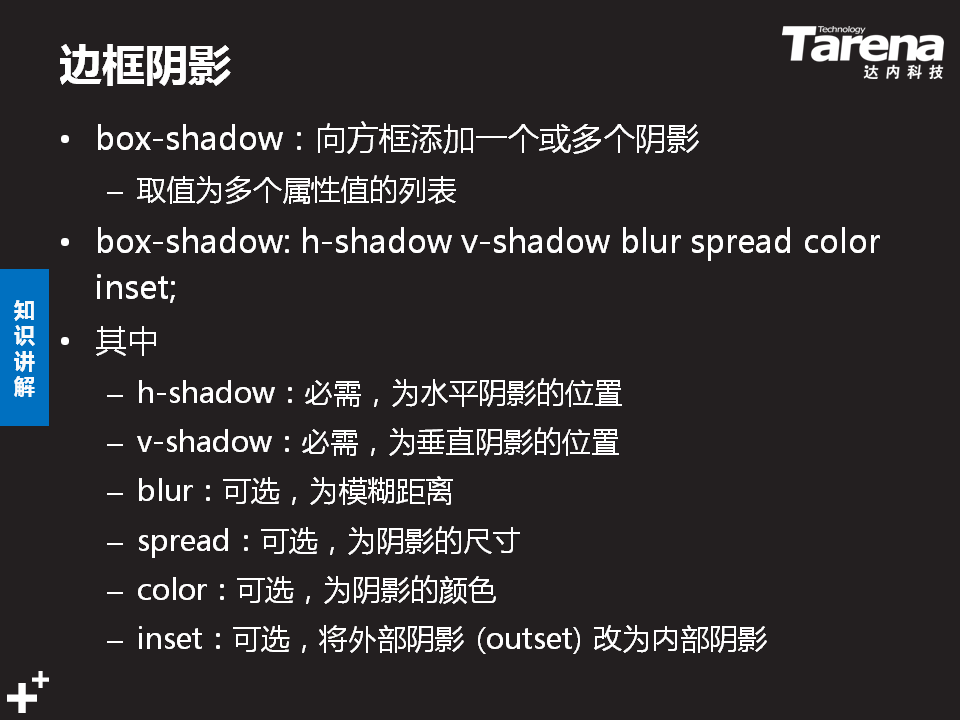 边框阴影
Technology
Tarena
达内科技
• box-shadow：向方框添加一个或多个阴影
– 取值为多个属性值的列表
• box-shadow: h-shadow v-shadow blur spread color
inset;
• 其中
– h-shadow：必需，为水平阴影的位置
– v-shadow：必需，为垂直阴影的位置
– blur：可选，为模糊距离
– spread：可选，为阴影的尺寸
– color：可选，为阴影的颜色
– inset：可选，将外部阴影 (outset) 改为内部阴影
知
识
讲
解